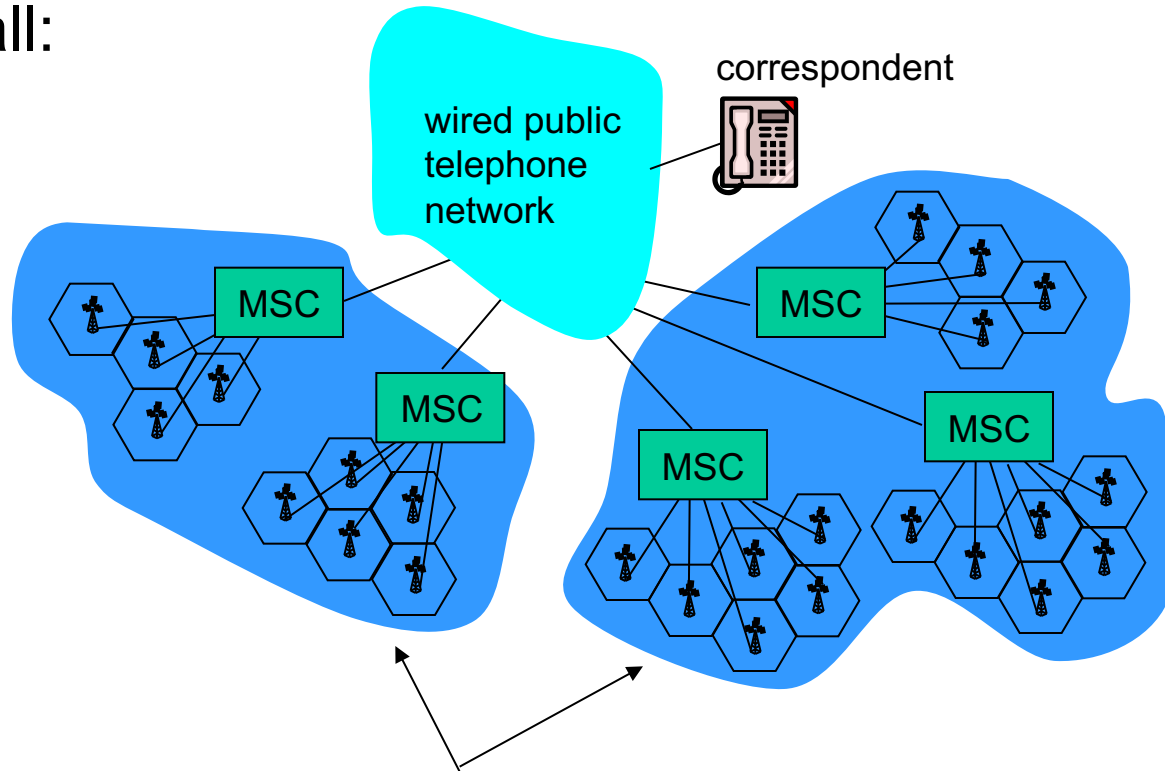 all:
correspondent
wired public
telephone
network
MSC
MSC
MSC
MSC
MSC